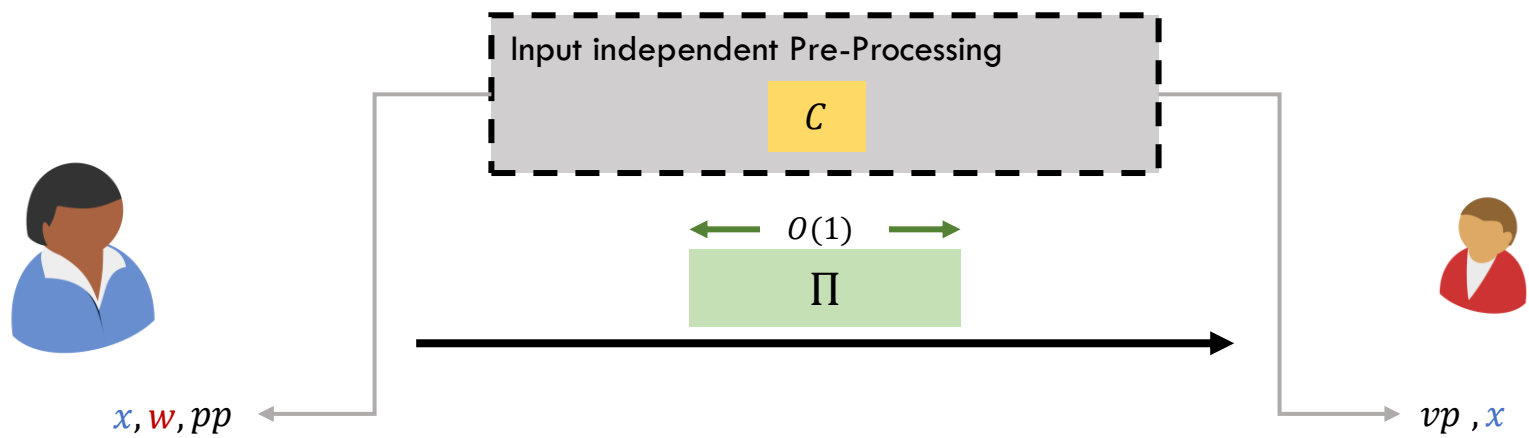 Input independent Pre-Processing
C
O(1)
Π
x, w, pp
vp , x